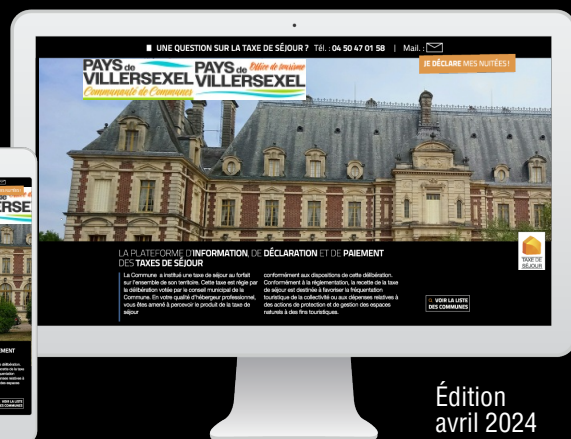 UNE QUESTION SUR LA TAXE DE SÉJOUR ? Tél. : 04 50 47 01 58 | Mail. :
JE DÉCLARE MES NUITÉES !
PAYS de
VILLERSEXEL
Communauté de Communes
PAYS de Office de tourisme
VILLERSEXEL
LA PLATEFORME D'INFORMATION, DE DÉCLARATION ET DE PAIEMENT
DES TAXES DE SÉJOUR
La Commune a institué une taxe de séjour au forfait
sur l'ensemble de son territoire. Cette taxe est régie par
la délibération votée par le conseil municipal de la
Commune. En votre qualité d'hébergeur professionnel,
vous êtes amené à percevoir le produit de la taxe de
séjour
conformément aux dispositions de cette délibération.
Conformément à la réglementation, la recette de la taxe
de séjour est destinée à favoriser la fréquentation
touristique de la collectivité ou aux dépenses relatives à
des actions de protection et de gestion des espaces
naturels à des fins touristiques.
TAXE DE
SÉJOUR
VOIR LA LISTE
DES COMMUNES
ERSE
EMENT
VOIR LA LISTE
DES COMMUNES
Édition
avril 2024